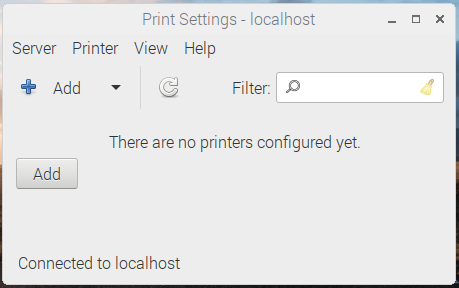 Print Settings - localhost
Server Printer View Help
Add Filter:
There are no printers configured yet.
Add
Connected to localhost